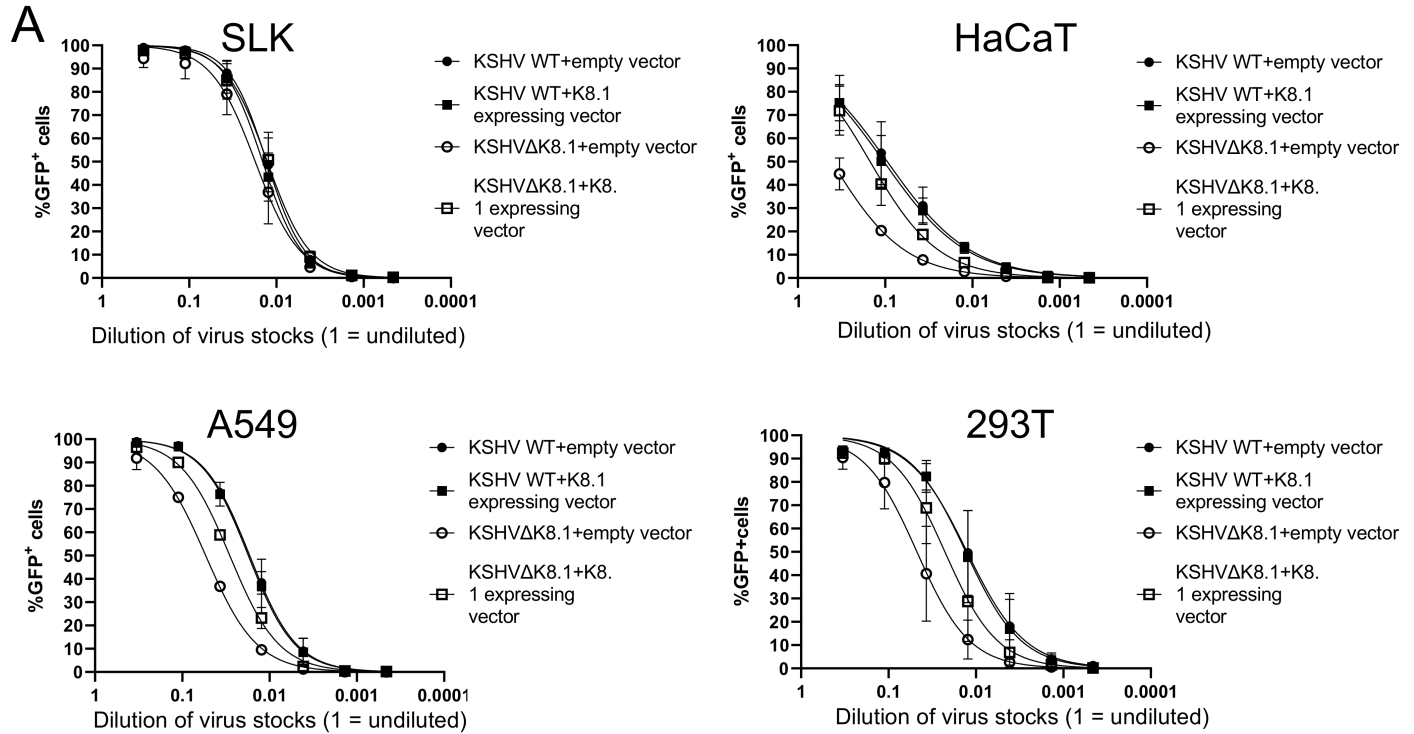 A
SLK
100
90
80
70
60
50
40
30
20
10
0
%GFP+ cells
1
0.1
0.01
0.001
0.0001
Dilution of virus stocks (1 = undiluted)
KSHV WT+empty vector
KSHV WT+K8.1
expressing vector
KSHVΔK8.1+empty vector
KSHVΔK8.1+K8.
1 expressing
vector
HaCaT
100
90
80
70
60
50
40
30
20
10
0
%GFP+ cells
1
0.1
0.01
0.001
0.0001
Dilution of virus stocks (1 = undiluted)
KSHV WT+empty vector
KSHV WT+K8.1
expressing vector
KSHVΔK8.1+empty vector
KSHVΔK8.1+K8.
1 expressing
vector
A549
100
90
80
70
60
50
40
30
20
10
0
%GFP+ cells
1
0.1
0.01
0.001
0.0001
Dilution of virus stocks (1 = undiluted)
KSHV WT+empty vector
KSHV WT+K8.1
expressing vector
KSHVΔK8.1+empty vector
KSHVΔK8.1+K8.
1 expressing
vector
293T
100
90
80
70
60
50
40
30
20
10
0
%GFP+cells
1
0.1
0.01
0.001
0.0001
Dilution of virus stocks (1 = undiluted)
KSHV WT+empty vector
KSHV WT+K8.1
expressing vector
KSHVΔK8.1+empty vector
KSHVΔK8.1+K8.
1 expressing
vector